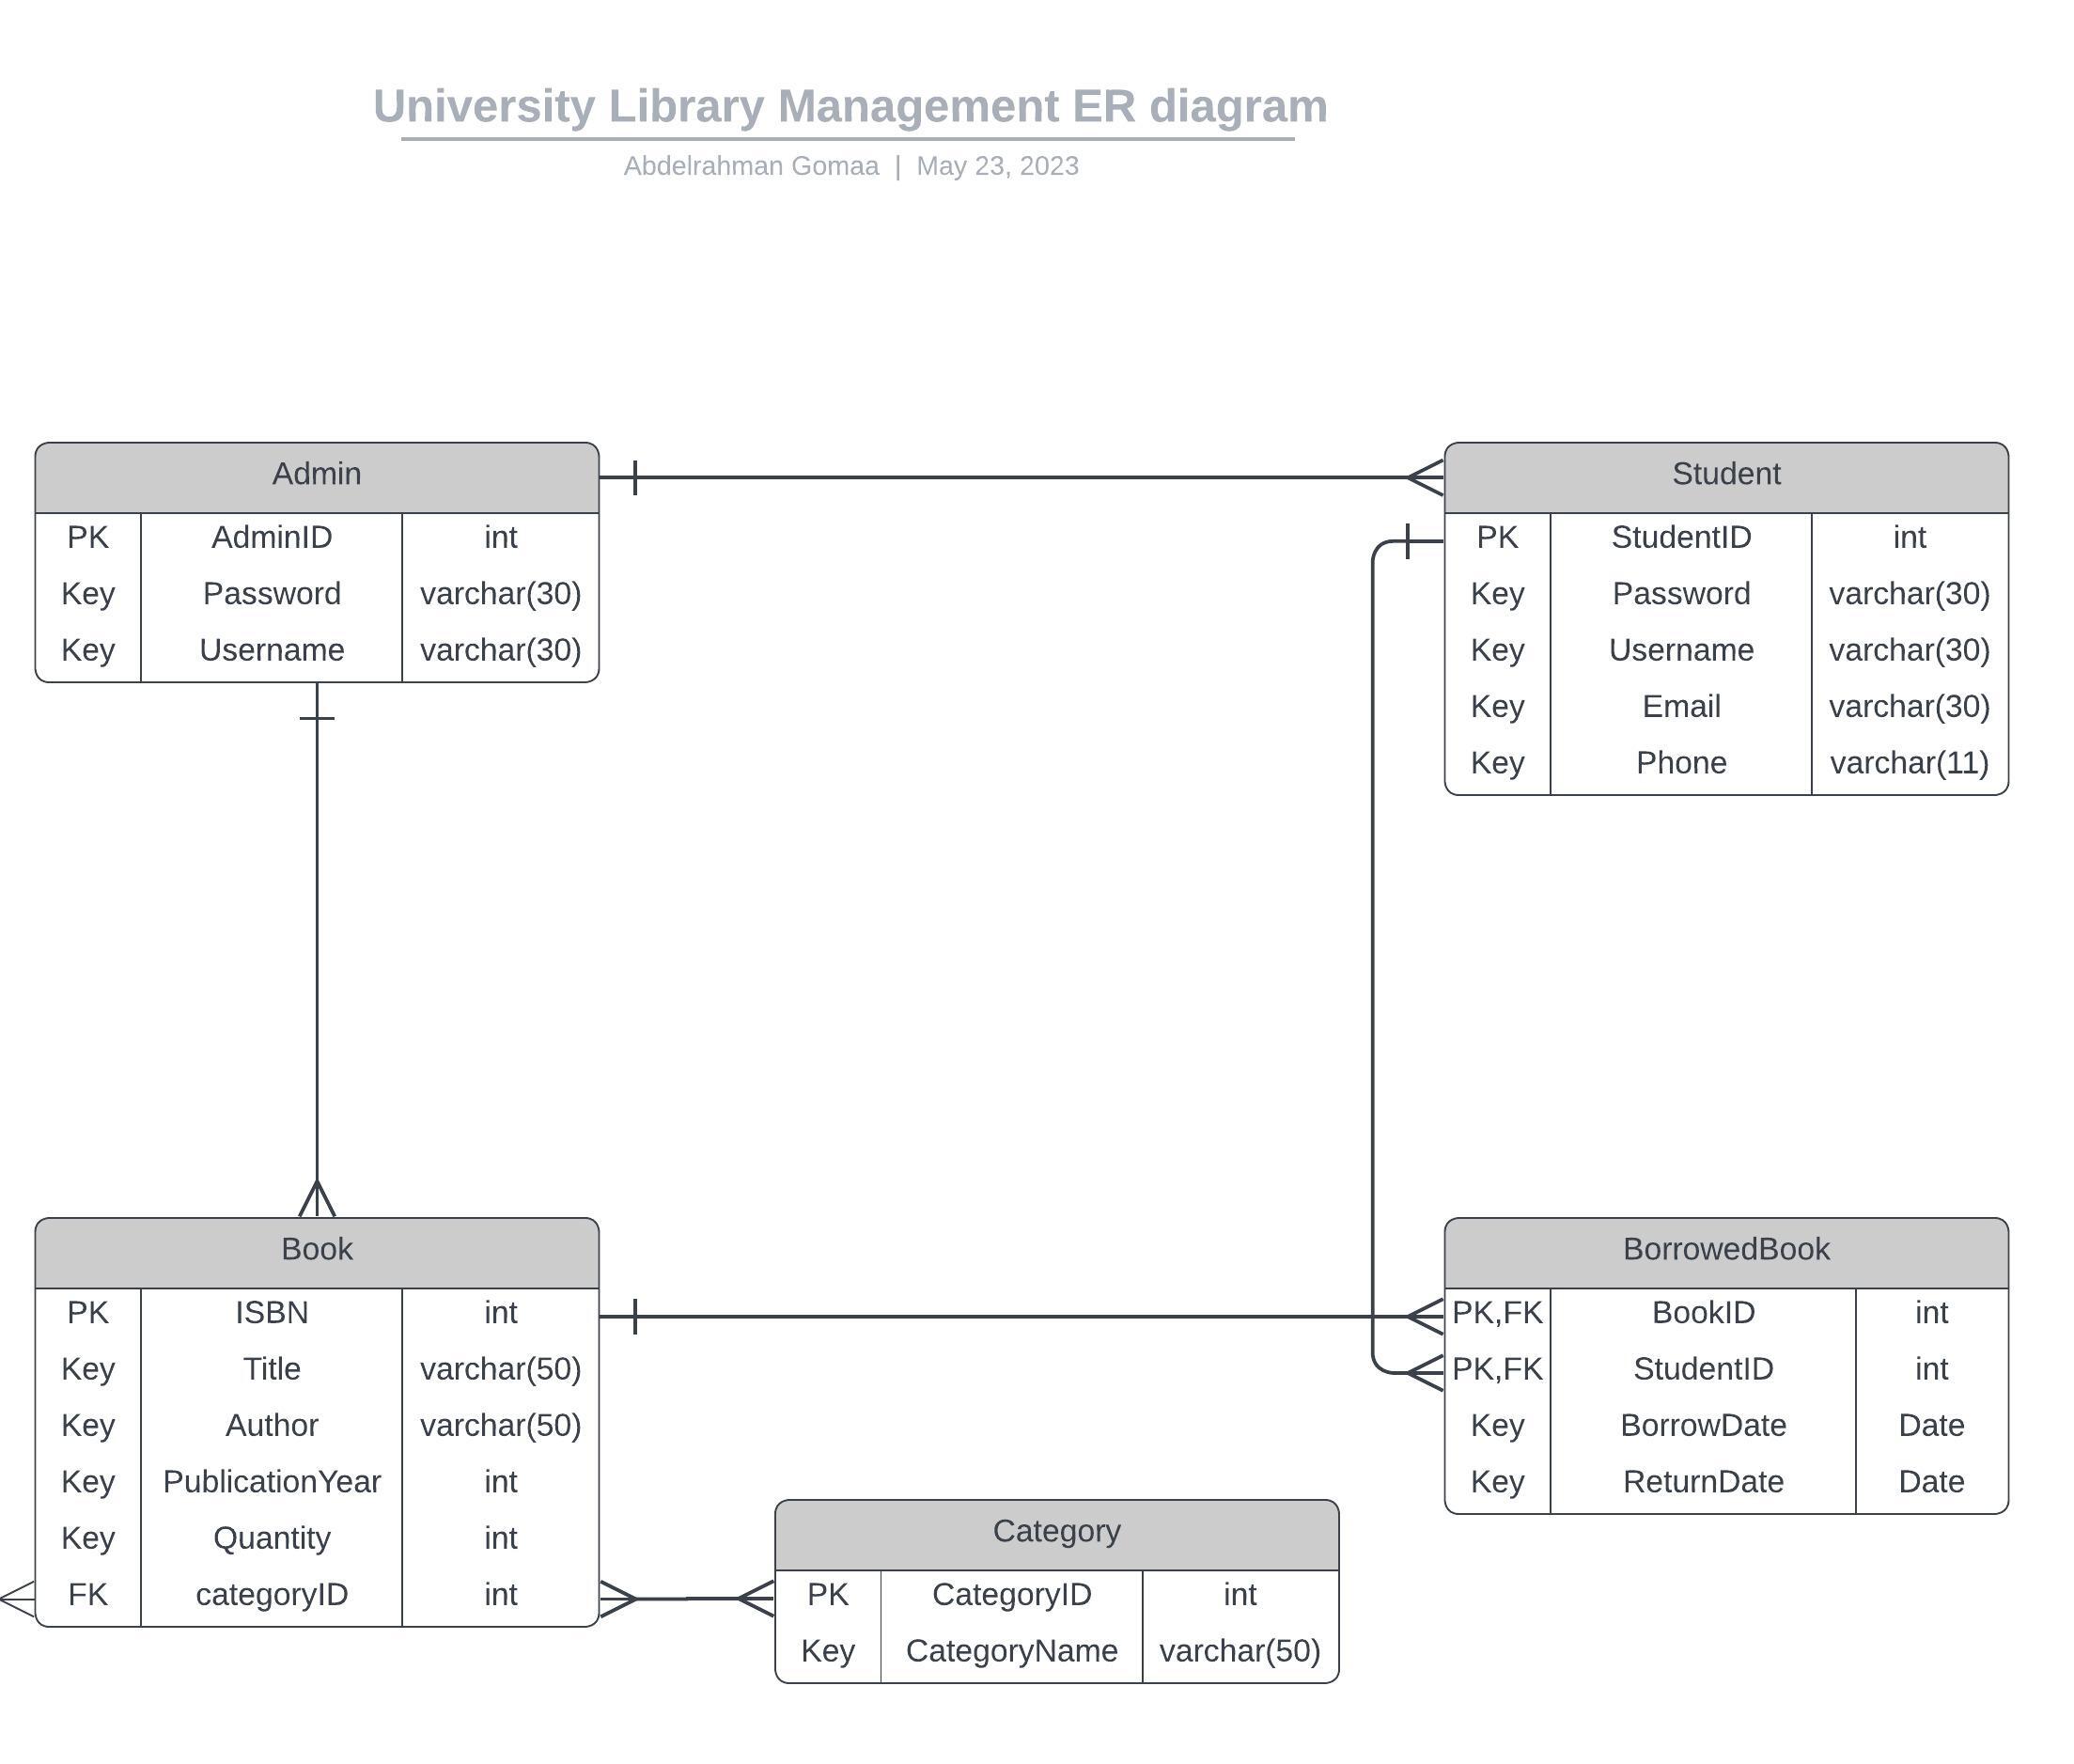 University Library Management ER diagram
Abdelrahman Gomaa | May 23, 2023
Admin
PK AdminID int
Key Password varchar(30)
Key Username varchar(30)
Student
PK StudentID int
Key Password varchar(30)
Key Username varchar(30)
Key Email varchar(30)
Key Phone varchar(11)
Book
PK ISBN int
Key Title varchar(50)
Key Author varchar(50)
Key PublicationYear int
Key Quantity int
FK categoryID int
BorrowedBook
PK,FK BookID int
PK,FK StudentID int
Key BorrowDate Date
Key ReturnDate Date
Category
PK CategoryID int
Key CategoryName varchar(50)